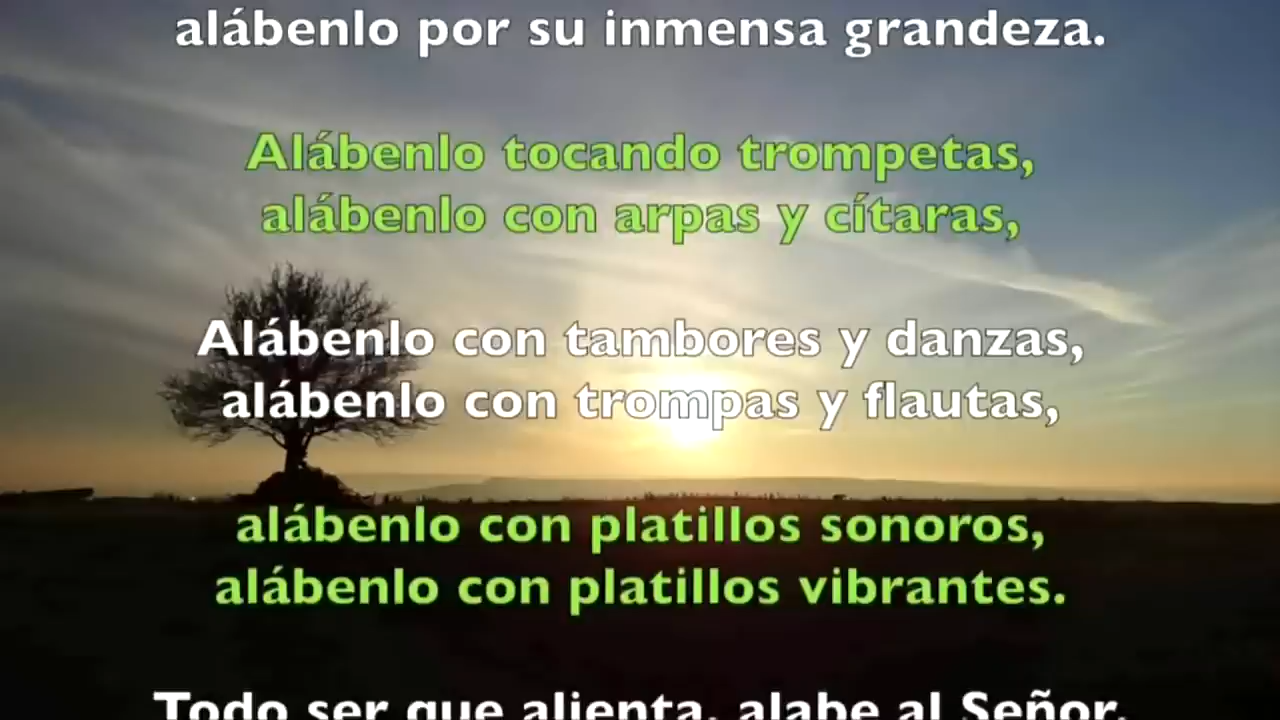 alábenlo por su inmensa grandeza.
Alábenlo tocando trompetas,
alábenlo con arpas y cítaras,
Alábenlo con tambores y danzas,
alábenlo con trompas y flautas,
alábenlo con platillos sonoros,
alábenlo con platillos vibrantes.
Todo ser que alienta, alabe al Señor.